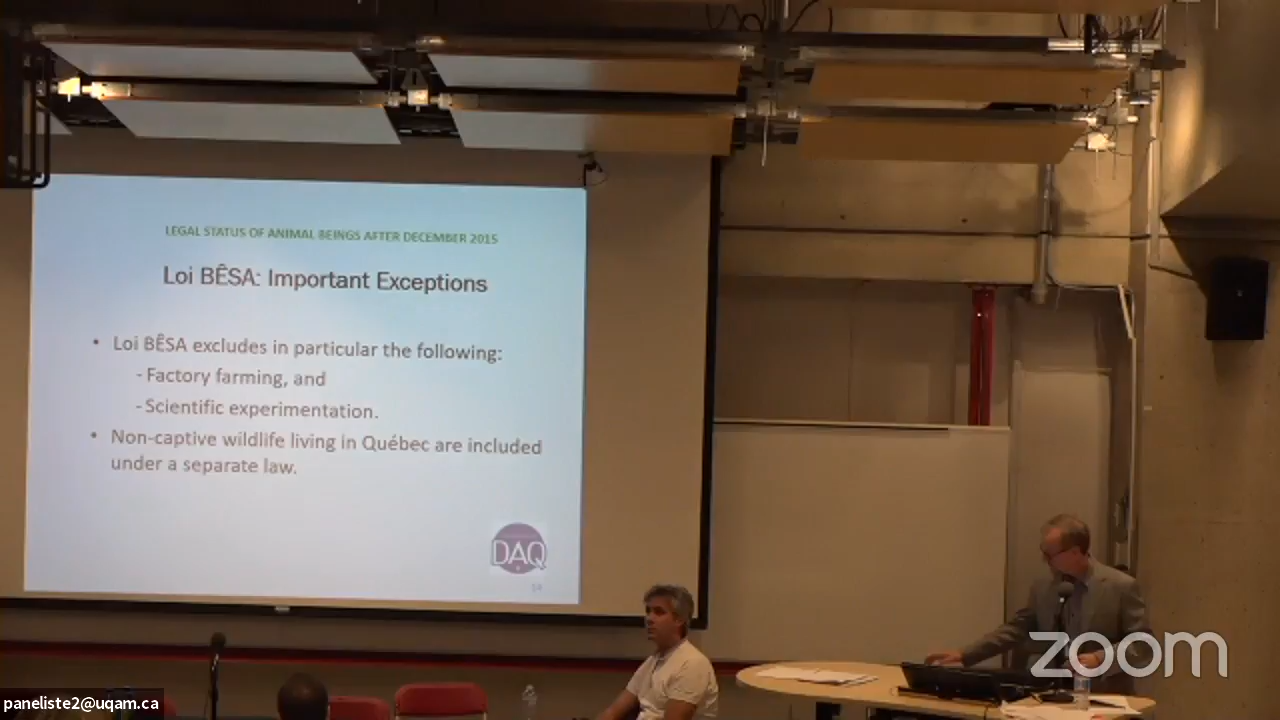 LEGAL STATUS OF ANIMAL BEINGS AFTER DECEMBER 2015
Loi BÊSA: Important Exceptions
• Loi BÊSA excludes in particular the following:
- Factory farming, and
- Scientific experimentation.
• Non-captive wildlife living in Québec are included
under a separate law.
DAQ
zoom
paneliste2@uqam.ca